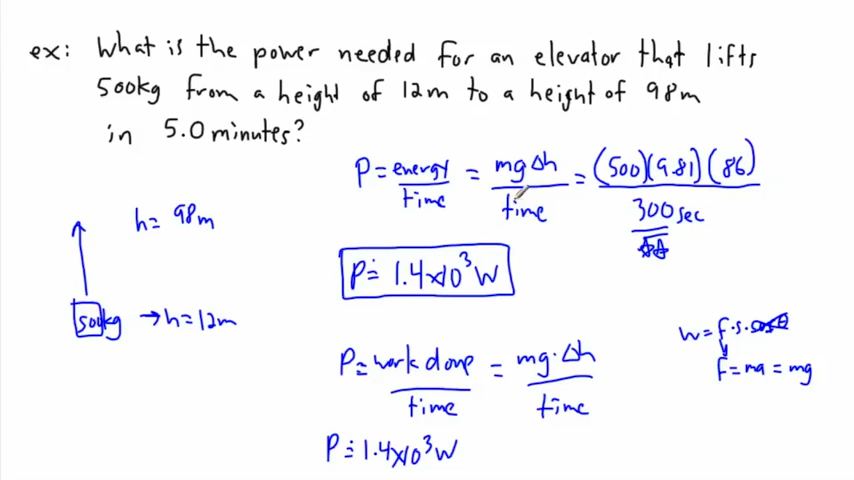 ex: What is the power needed for an elevator that lifts
500kg from a height of 12m to a height of 98m
in 5.0 minutes?
P = energy/time = mgΔh/time = (500)(9.81)(86)/300sec
h= 98m
P≐ 1.4x10³W
500kg → h=12m
W = f·s·cosθ
F = ma = mg
P = work done/time = mg·Δh/time
P≐ 1.4x10³W